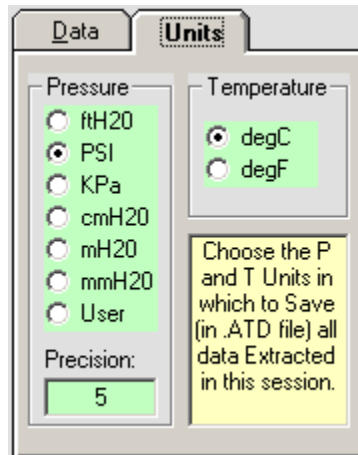 Data
Units
Pressure
ftH20
PSI
KPa
cmH20
mH20
mmH20
User
Precision:
5
Temperature
degC
degF
Choose the P
and T Units in
which to Save
(in .ATD file) all
data Extracted
in this session.